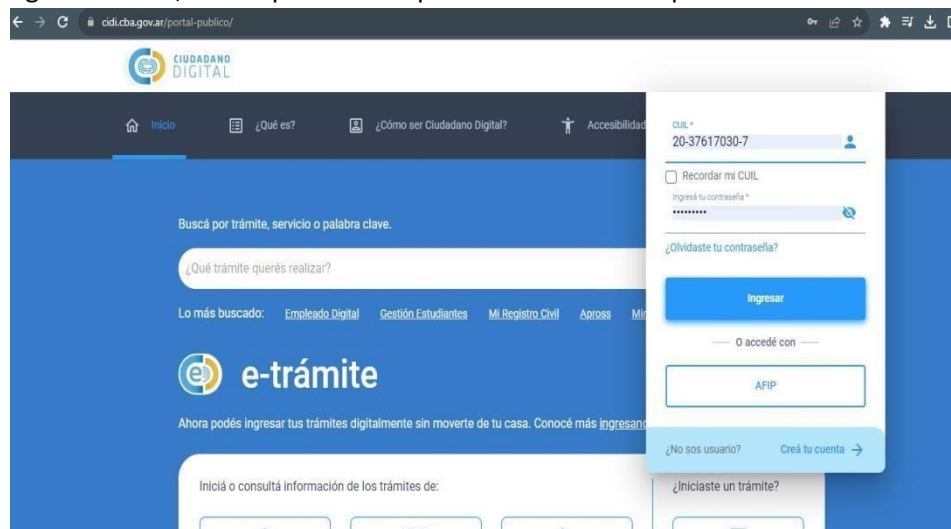 cidi.cba.gov.ar/portal-publico/
CIUDADANO
DIGITAL
Inicio
¿Qué es?
¿Cómo ser Ciudadano Digital?
Accesibilidad
CUIL *
20-37617030-7
Recordar mi CUIL
Ingresá tu contraseña *
•••••••••
¿Olvidaste tu contraseña?
Ingresar
O accedé con
AFIP
¿No sos usuario? Creá tu cuenta →
Buscá por trámite, servicio o palabra clave.
¿Qué trámite querés realizar?
Lo más buscado: Empleado Digital Gestión Estudiantes Mi Registro Civil Apross
e-trámite
Ahora podés ingresar tus trámites digitalmente sin moverte de tu casa. Conocé más
Iniciá o consultá información de los trámites de:
¿Iniciaste un trámite?